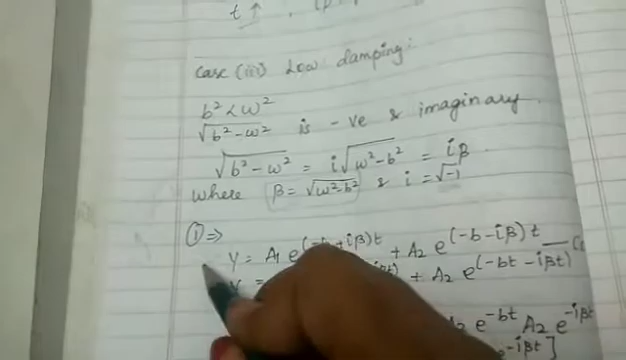 t ↑
Case (iii) Low damping:
b² < ω²
√b²-ω² is -ve & imaginary.
√b²-ω² = i√ω²-b² = iβ
where β = √ω²-b² & i = √-1
① ⇒
y = A₁ e^(-b+iβ)t + A₂ e^(-b-iβ)t
y = + A₂ e^(-bt-iβt)
A₂ e^-bt A₂ e^-iβt
e^-iβt]